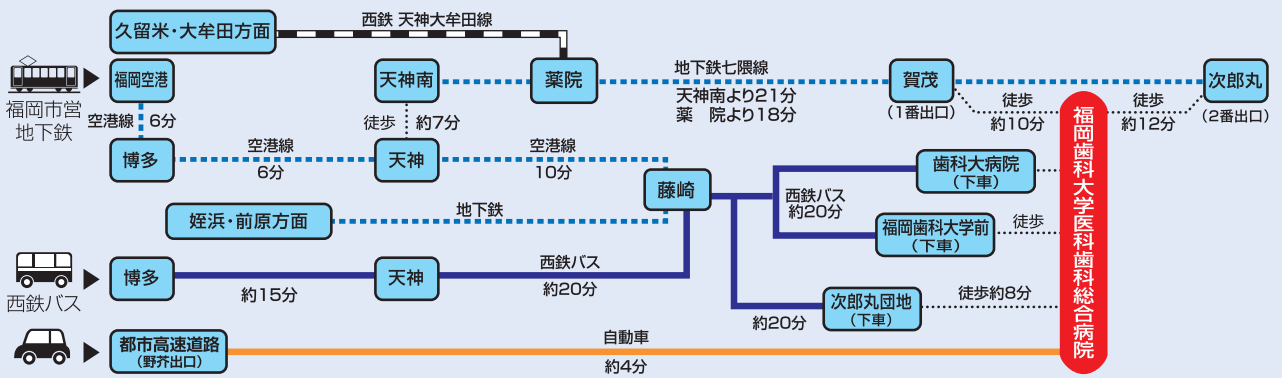 久留米・大牟田方面
西鉄 天神大牟田線
福岡市営
地下鉄
福岡空港
天神南
薬院
地下鉄七隈線
天神南より21分
薬　院より18分
賀茂
(1番出口)
次郎丸
(2番出口)
徒歩
約10分
徒歩
約12分
空港線
6分
徒歩
約7分
博多
空港線
6分
天神
空港線
10分
藤崎
姪浜・前原方面
地下鉄
西鉄バス
約20分
歯科大病院
(下車)
福岡歯科大学前
(下車)
徒歩
西鉄バス
博多
約15分
天神
西鉄バス
約20分
約20分
次郎丸団地
(下車)
徒歩約8分
都市高速道路
(野芥出口)
自動車
約4分
福岡歯科大学医科歯科総合病院